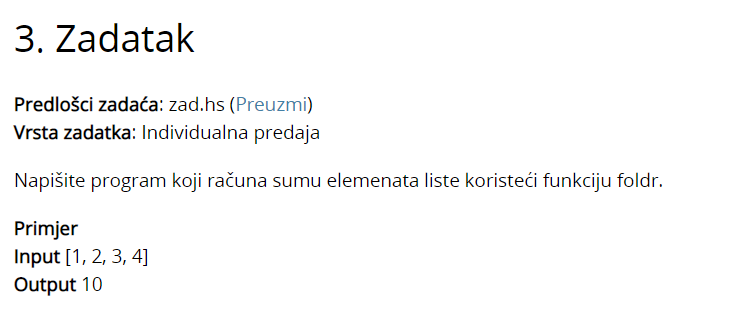 3. Zadatak
Predlošci zadaća: zad.hs (Preuzmi)
Vrsta zadatka: Individualna predaja
Napišite program koji računa sumu elemenata liste koristeći funkciju foldr.
Primjer
Input [1, 2, 3, 4]
Output 10